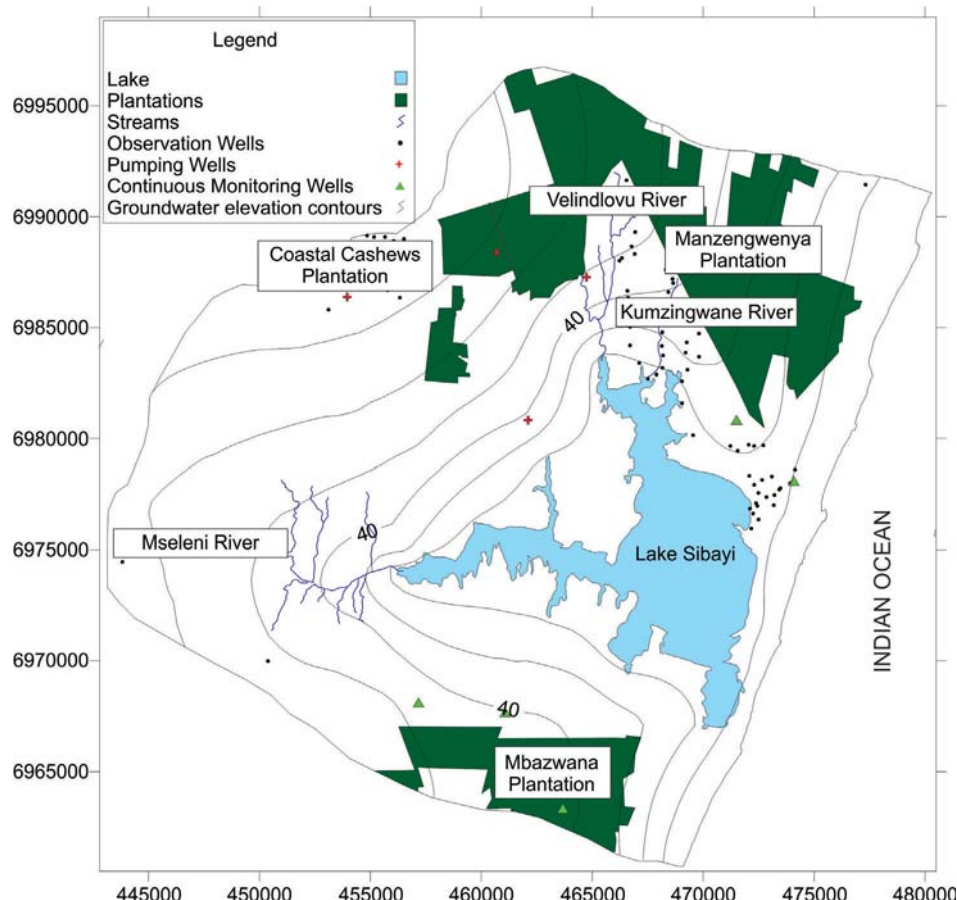 Legend
Lake
Plantations
Streams
Observation Wells
Pumping Wells
Continuous Monitoring Wells
Groundwater elevation contours
6995000
6990000
6985000
6980000
6975000
6970000
6965000
Velindlovu River
Coastal Cashews
Plantation
Manzengwenya
Plantation
Kumzingwane River
40
Mseleni River
40
Lake Sibayi
INDIAN OCEAN
40
Mbazwana
Plantation
445000
450000
455000
460000
465000
470000
475000
480000